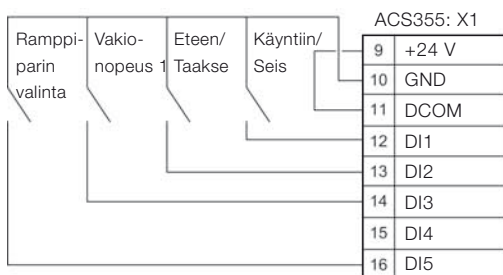 ACS355: X1
Ramppi-
parin
valinta
Vakio-
nopeus 1
Eteen/
Taakse
Käyntiin/
Seis
9 +24 V
10 GND
11 DCOM
12 DI1
13 DI2
14 DI3
15 DI4
16 DI5